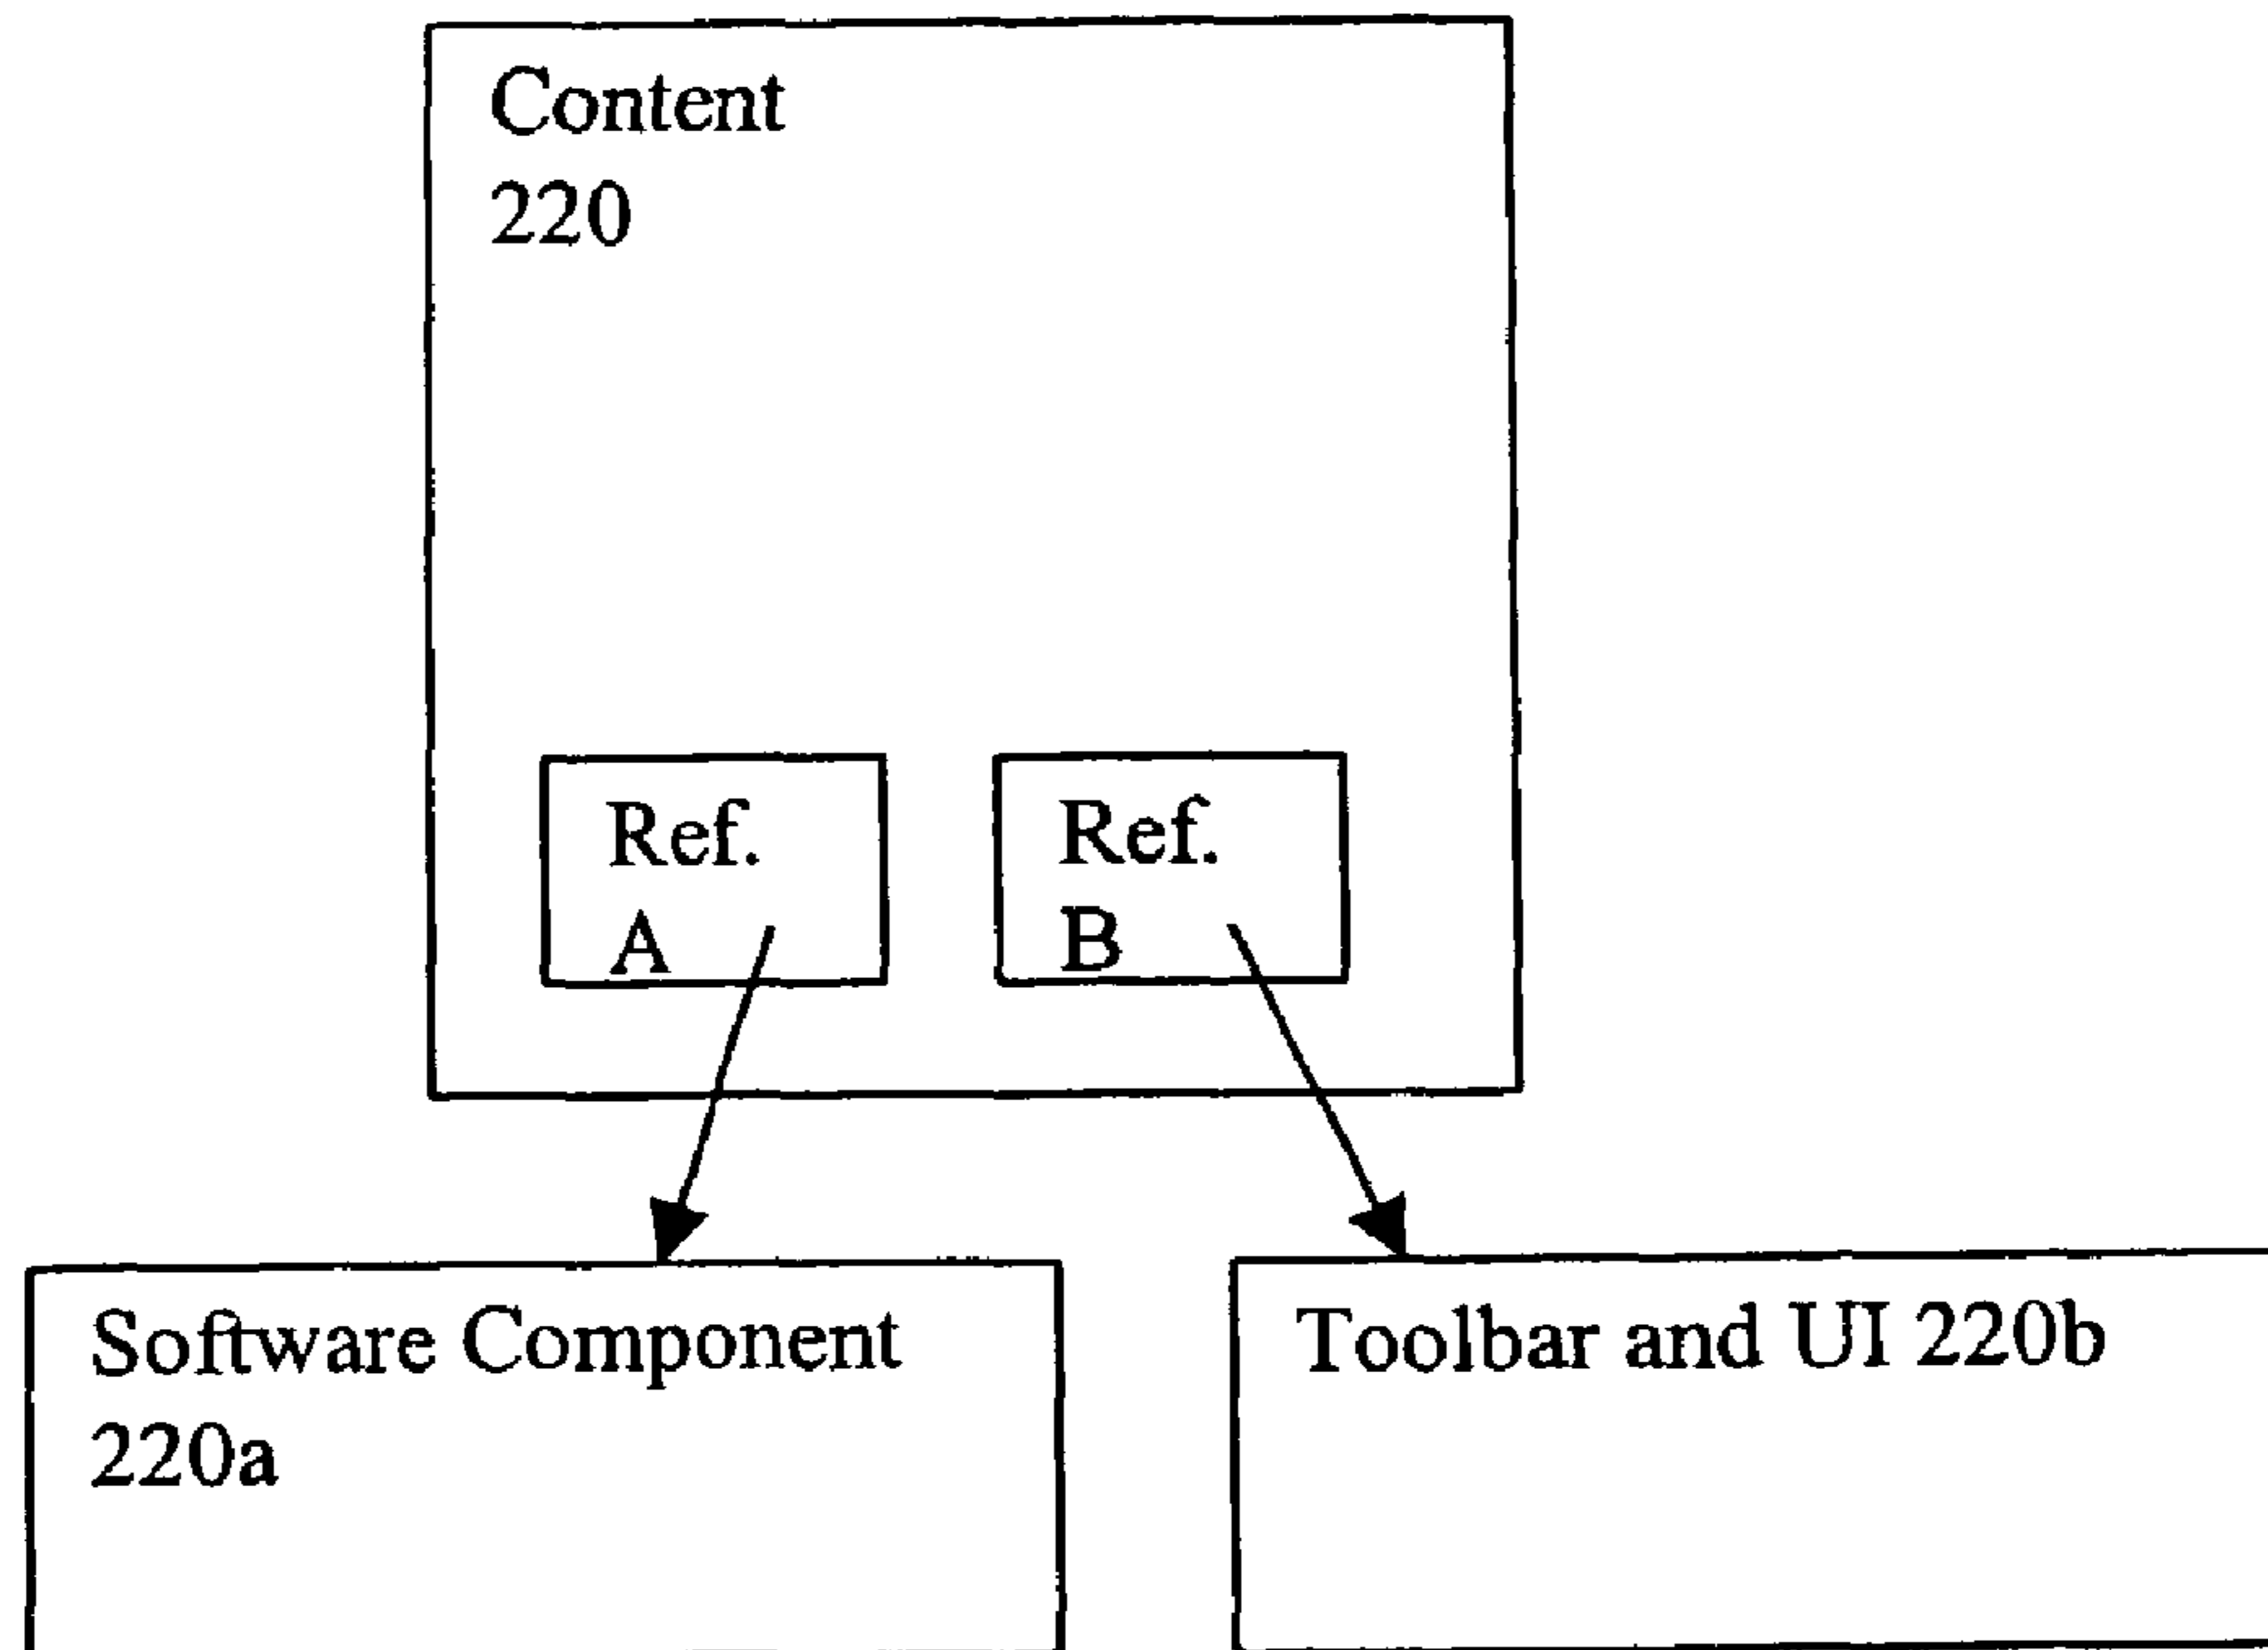 Content
220
Ref.
A
Ref.
B
Software Component
220a
Toolbar and UI 220b